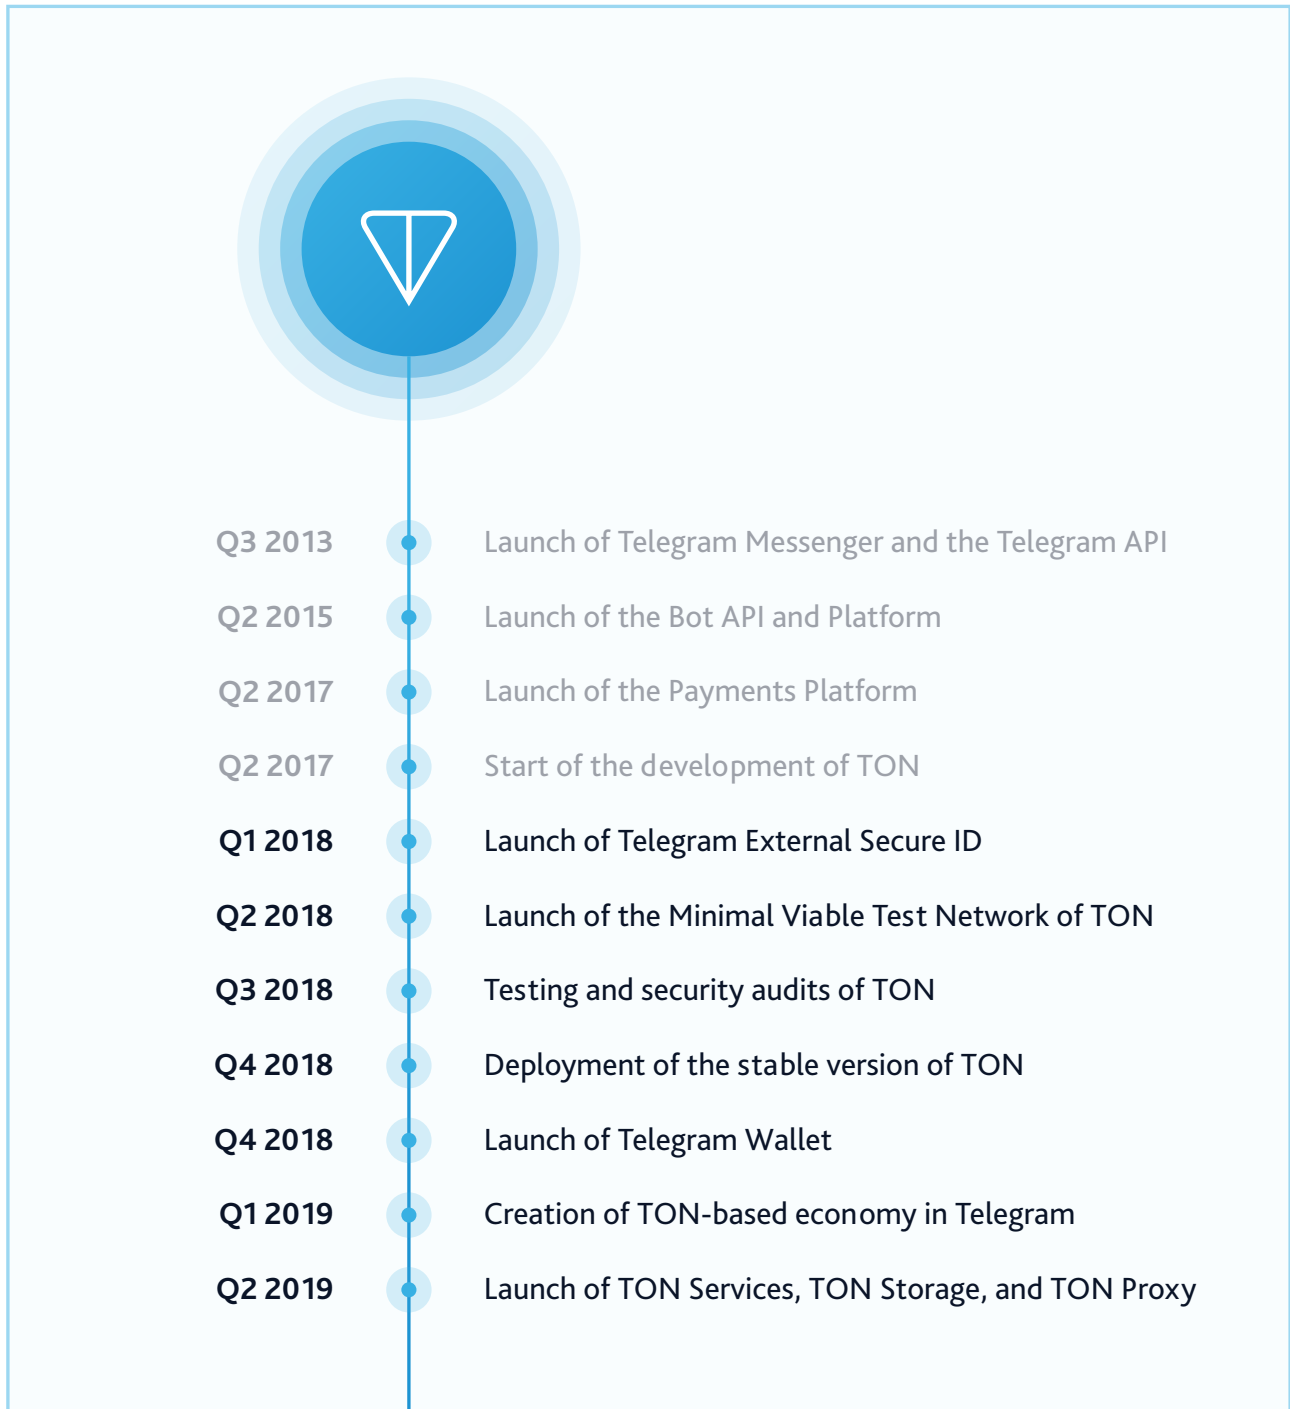 Q3 2013 Launch of Telegram Messenger and the Telegram API
Q2 2015 Launch of the Bot API and Platform
Q2 2017 Launch of the Payments Platform
Q2 2017 Start of the development of TON
Q1 2018 Launch of Telegram External Secure ID
Q2 2018 Launch of the Minimal Viable Test Network of TON
Q3 2018 Testing and security audits of TON
Q4 2018 Deployment of the stable version of TON
Q4 2018 Launch of Telegram Wallet
Q1 2019 Creation of TON-based economy in Telegram
Q2 2019 Launch of TON Services, TON Storage, and TON Proxy